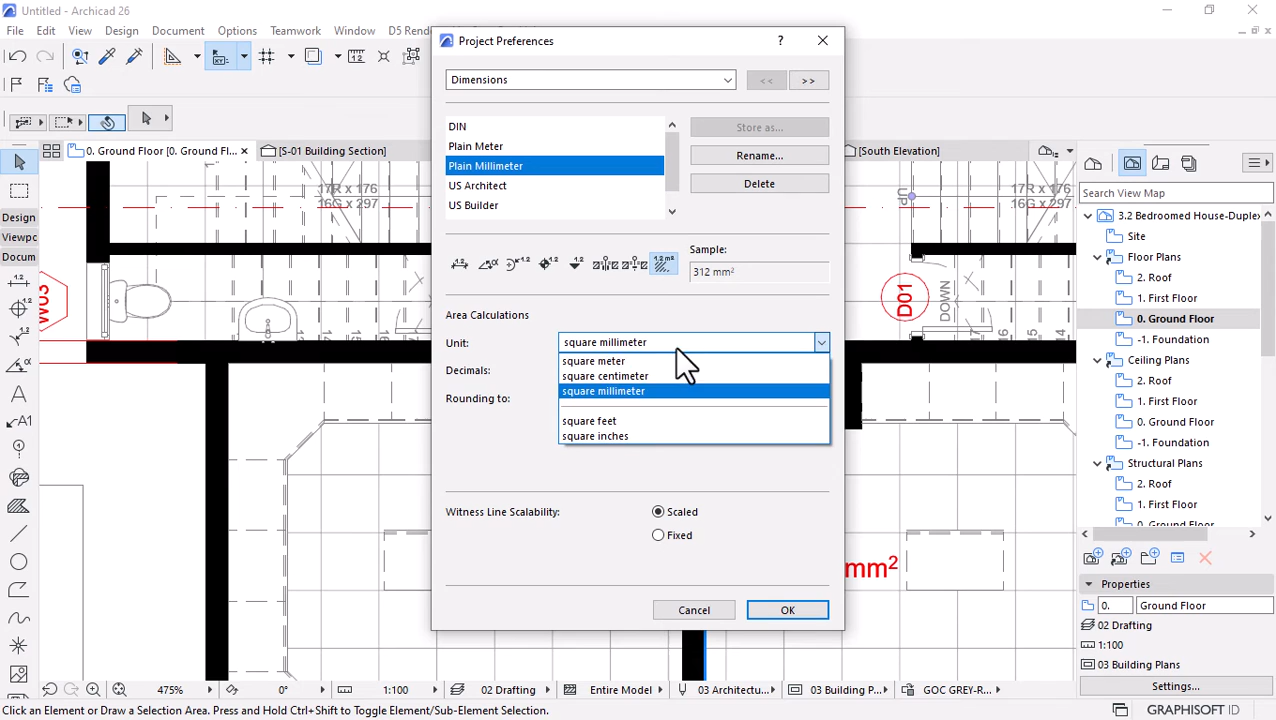 Untitled - Archicad 26
File Edit View Design Document Options Teamwork Window D5 Rende
Project Preferences
?
Dimensions
<< >>
DIN
Plain Meter
Plain Millimeter
US Architect
US Builder
Store as...
Rename...
Delete
Sample:
312 mm²
Area Calculations
Unit: square millimeter
square meter
square centimeter
square millimeter
square feet
square inches
Decimals:
Rounding to:
Witness Line Scalability: Scaled
Fixed
Cancel OK
0. Ground Floor [0. Ground Fl...
[S-01 Building Section]
[South Elevation]
Design
Viewpc
Docum
17R x 176
16G x 297
W03
UP
17R x 176
16G x 297
D01
DOWN
mm²
Search View Map
3.2 Bedroomed House-Duplex
Site
Floor Plans
2. Roof
1. First Floor
0. Ground Floor
-1. Foundation
Ceiling Plans
2. Roof
1. First Floor
0. Ground Floor
-1. Foundation
Structural Plans
2. Roof
1. First Floor
0. Ground Floor
Properties
0. Ground Floor
02 Drafting
1:100
03 Building Plans
Settings...
475% 0° 1:100 02 Drafting Entire Model 03 Architectu... 03 Building P... GOC GREY-R...
Click an Element or Draw a Selection Area. Press and Hold Ctrl+Shift to Toggle Element/Sub-Element Selection.
GRAPHISOFT ID